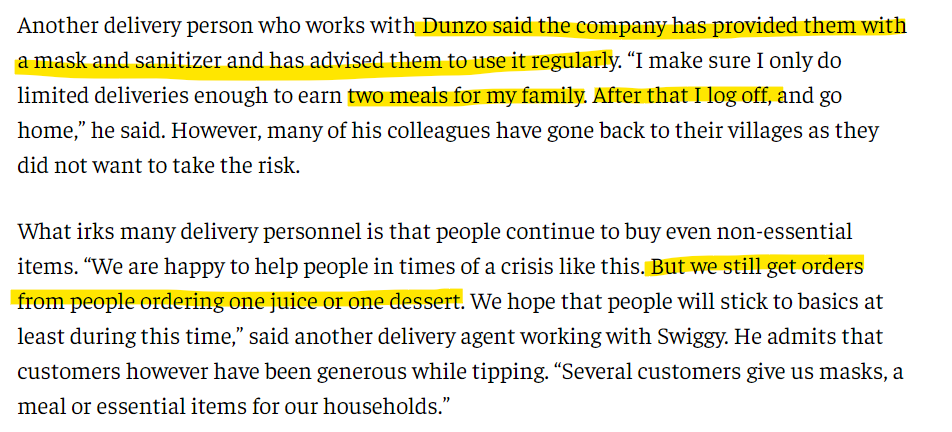 Another delivery person who works with Dunzo said the company has provided them with
a mask and sanitizer and has advised them to use it regularly. “I make sure I only do
limited deliveries enough to earn two meals for my family. After that I log off, and go
home,” he said. However, many of his colleagues have gone back to their villages as they
did not want to take the risk.
What irks many delivery personnel is that people continue to buy even non-essential
items. “We are happy to help people in times of a crisis like this. But we still get orders
from people ordering one juice or one dessert. We hope that people will stick to basics at
least during this time,” said another delivery agent working with Swiggy. He admits that
customers however have been generous while tipping. “Several customers give us masks, a
meal or essential items for our households.”